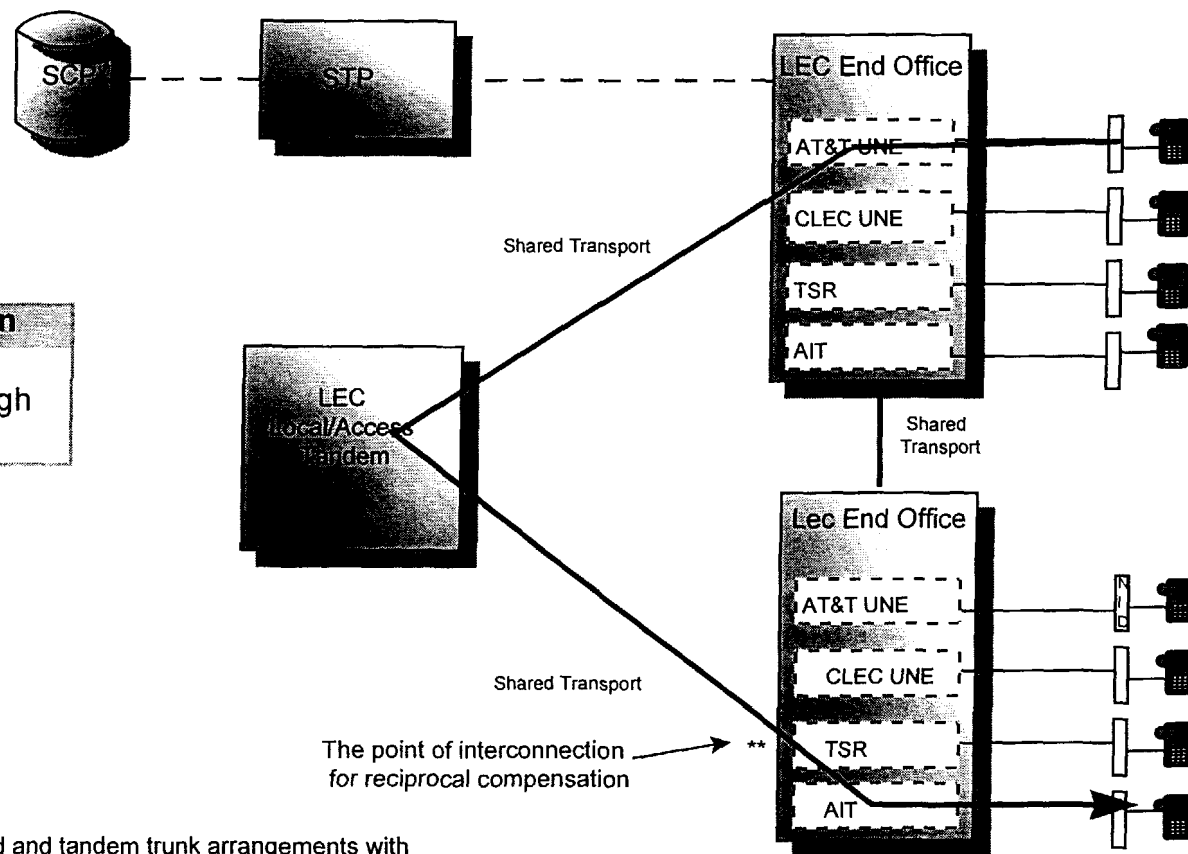 SCP
STP
LEC End Office
AT&T UNE
CLEC UNE
TSR
AIT
Shared Transport
n
gh
LEC
Local/Access
Tandem
Shared
Transport
Lec End Office
AT&T UNE
CLEC UNE
TSR
AIT
NID
Shared Transport
The point of interconnection
for reciprocal compensation
**
d and tandem trunk arrangements with